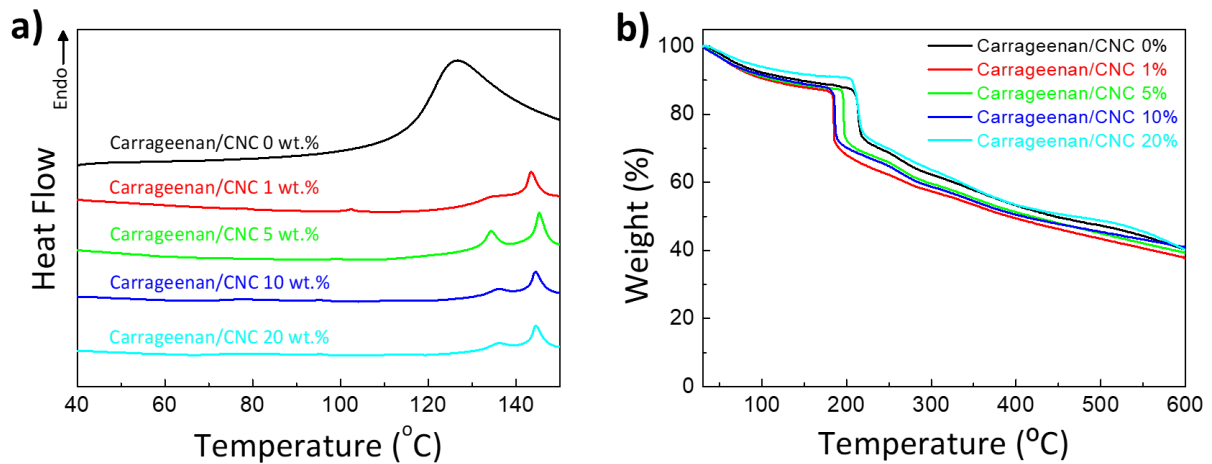 a)
Endo
Heat Flow
Carrageenan/CNC 0 wt.%
Carrageenan/CNC 1 wt.%
Carrageenan/CNC 5 wt.%
Carrageenan/CNC 10 wt.%
Carrageenan/CNC 20 wt.%
40 60 80 100 120 140
Temperature (°C)
b)
Weight (%)
100
80
60
40
20
0
Carrageenan/CNC 0%
Carrageenan/CNC 1%
Carrageenan/CNC 5%
Carrageenan/CNC 10%
Carrageenan/CNC 20%
100 200 300 400 500 600
Temperature (ºC)